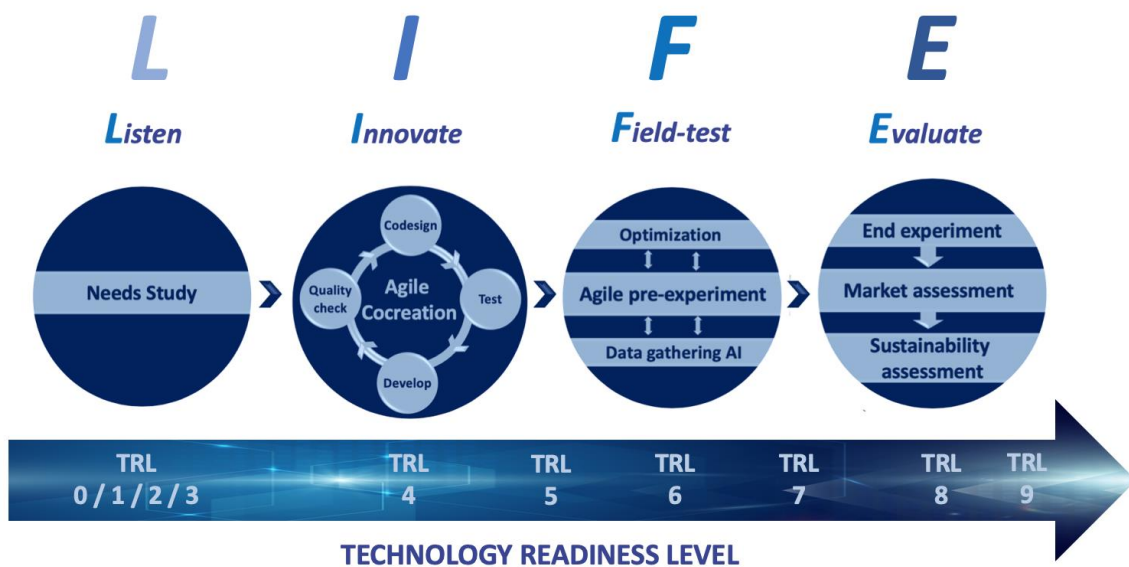 L I F E
Listen Innovate Field-test Evaluate
Needs Study
Codesign
Quality
check
Agile
Cocreation
Test
Develop
Optimization
Agile pre-experiment
Data gathering AI
End experiment
Market assessment
Sustainability
assessment
TRL TRL TRL TRL TRL TRL TRL
0 / 1 / 2 / 3 4 5 6 7 8 9
TECHNOLOGY READINESS LEVEL